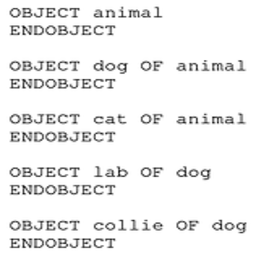 OBJECT animal
ENDOBJECT
OBJECT dog OF animal
ENDOBJECT
OBJECT cat OF animal
ENDOBJECT
OBJECT lab OF dog
ENDOBJECT
OBJECT collie OF dog
ENDOBJECT